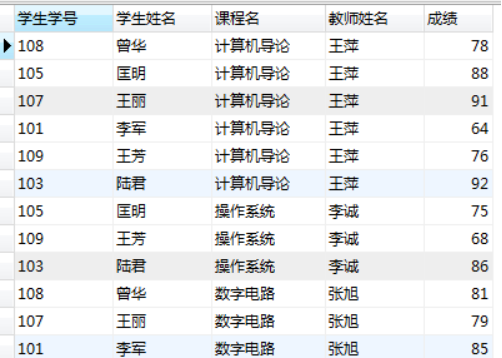 学生学号 学生姓名 课程名 教师姓名 成绩
108 曾华 计算机导论 王萍 78
105 匡明 计算机导论 王萍 88
107 王丽 计算机导论 王萍 91
101 李军 计算机导论 王萍 64
109 王芳 计算机导论 王萍 76
103 陆君 计算机导论 王萍 92
105 匡明 操作系统 李诚 75
109 王芳 操作系统 李诚 68
103 陆君 操作系统 李诚 86
108 曾华 数字电路 张旭 81
107 王丽 数字电路 张旭 79
101 李军 数字电路 张旭 85